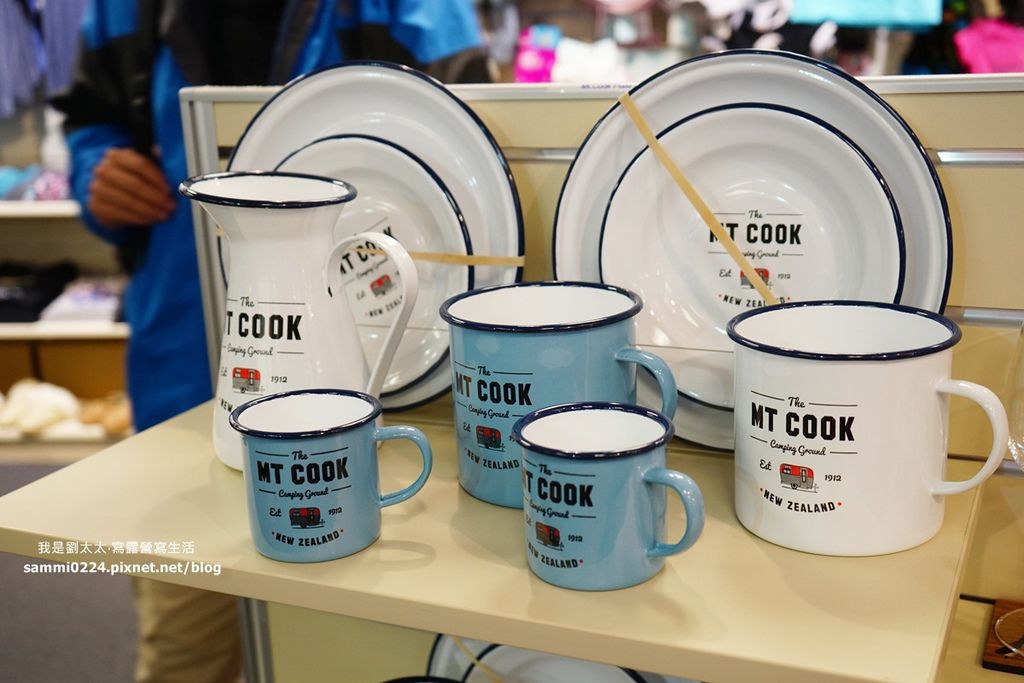 MT COOK
MT COOK
Est
The
MT COOK
Camping Ground
Est 1912
NEW ZEALAND
The
T COOK
Camping Ground
Est 1912
The
MT COOK
Camping Ground
NEW ZEALAND
The
MT COOK
Camping Ground
Est 1912
NEW ZEALAND
The
MT COOK
Camping Ground
Est 1912
• NEW ZEALAND •
The
T COOK
Camping Ground
Est 1912
NEW ZEALAND
我是劉太太·寫露營寫生活
sammi0224.pixnet.net/blog